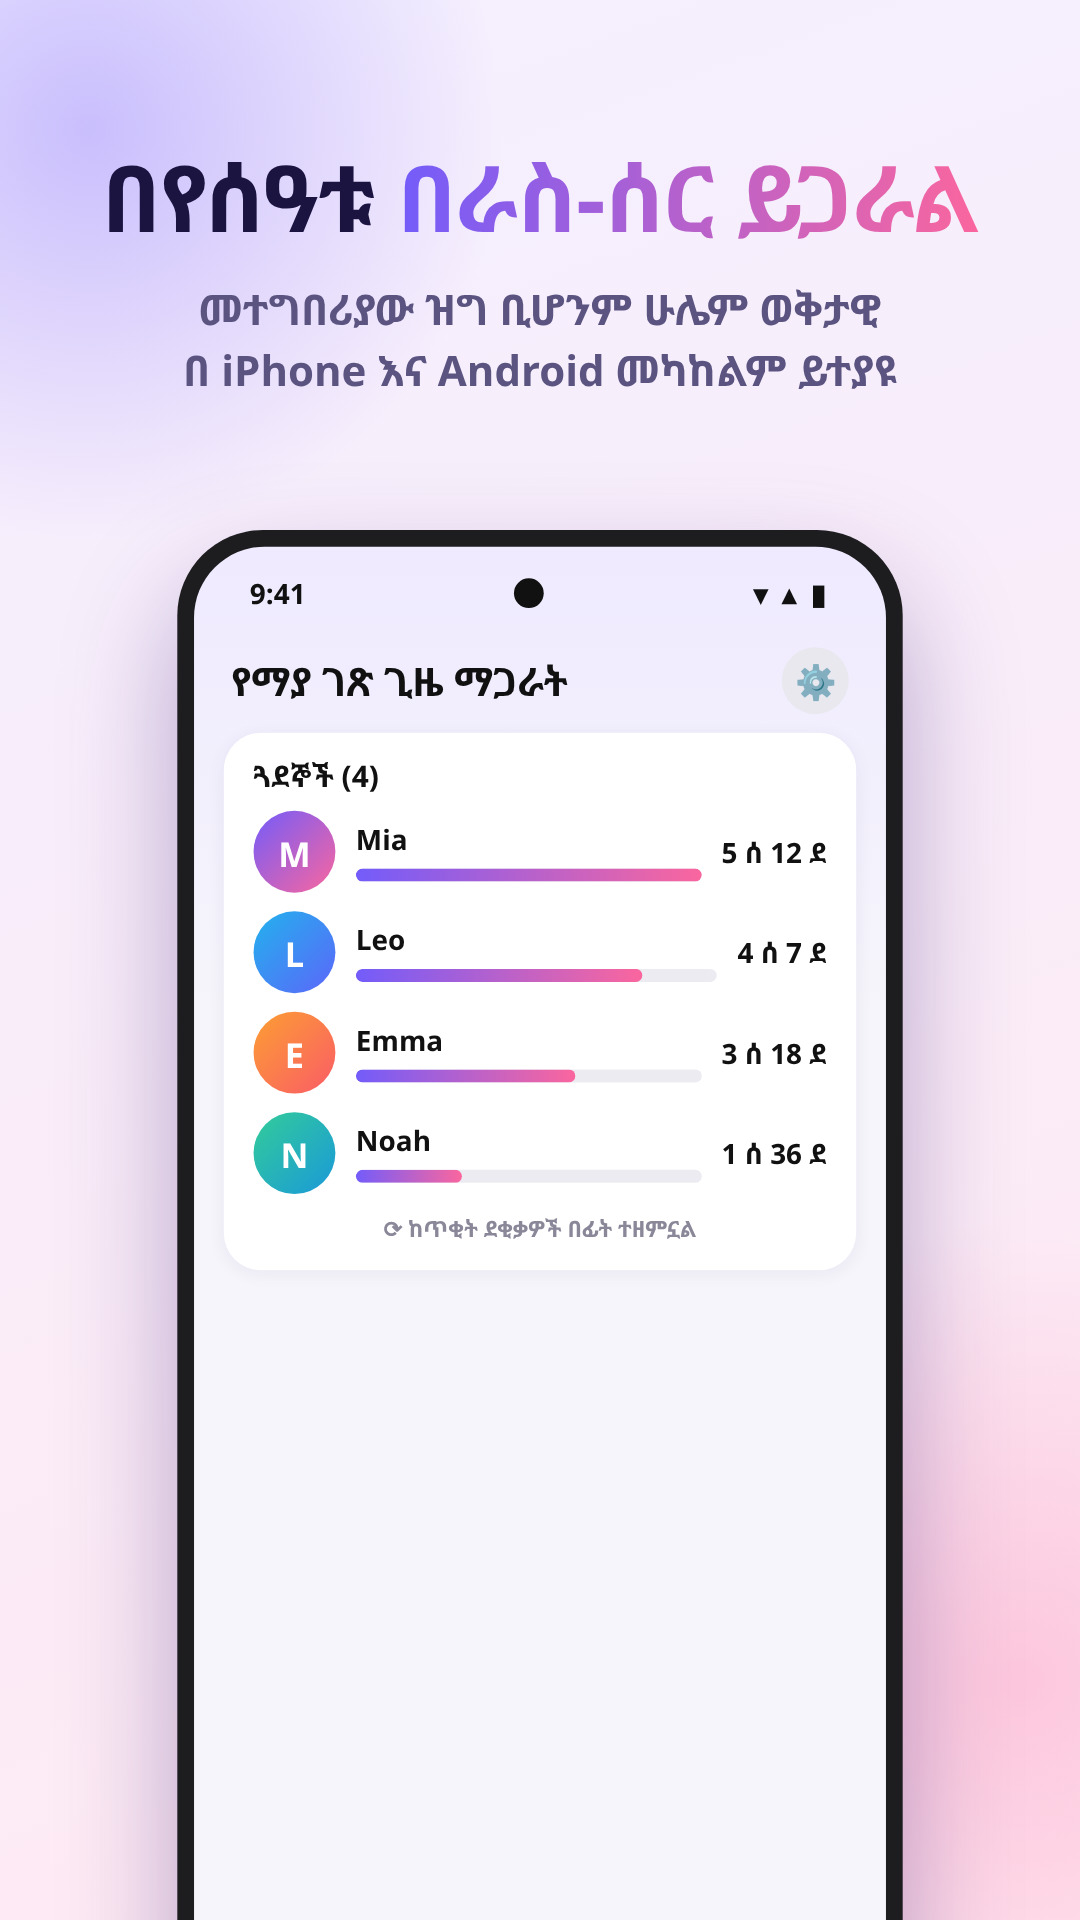 በየሰዓቱ በራስ-ሰር ይጋራል
መተግበሪያው ዝግ ቢሆንም ሁሌም ወቅታዊ
በ iPhone እና Android መካከልም ይተያዩ
9:41
የማያ ገጽ ጊዜ ማጋራት
ጓደኞች (4)
M
Mia
5 ሰ 12 ደ
L
Leo
4 ሰ 7 ደ
E
Emma
3 ሰ 18 ደ
N
Noah
1 ሰ 36 ደ
⟳ ከጥቂት ደቂቃዎች በፊት ተዘምኗል